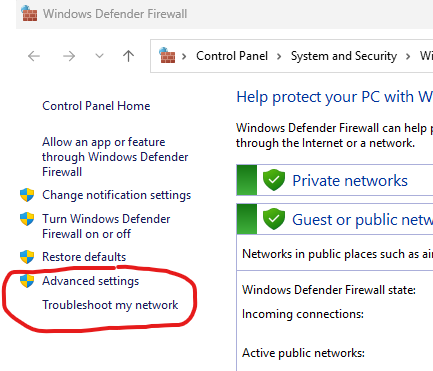 Windows Defender Firewall
Control Panel > System and Security >
Control Panel Home
Allow an app or feature
through Windows Defender
Firewall
Change notification settings
Turn Windows Defender
Firewall on or off
Restore defaults
Advanced settings
Troubleshoot my network
Help protect your PC with
Windows Defender Firewall can help
through the Internet or a network.
Private networks
Guest or public
Networks in public places such as
Windows Defender Firewall state:
Incoming connections:
Active public networks: